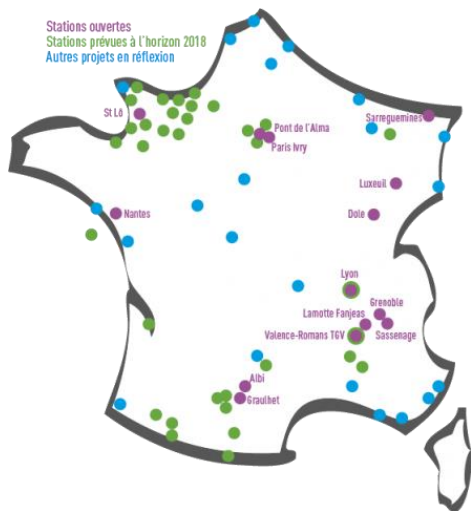 Stations ouvertes
Stations prévues à l'horizon 2018
Autres projets en réflexion
St Lô
Pont de l'Alma
Paris Ivry
Sarreguemines
Luxeuil
Nantes
Dole
Lyon
Grenoble
Lamotte Fanjeas
Valence-Romans TGV
Sassenage
Albi
Graulhet